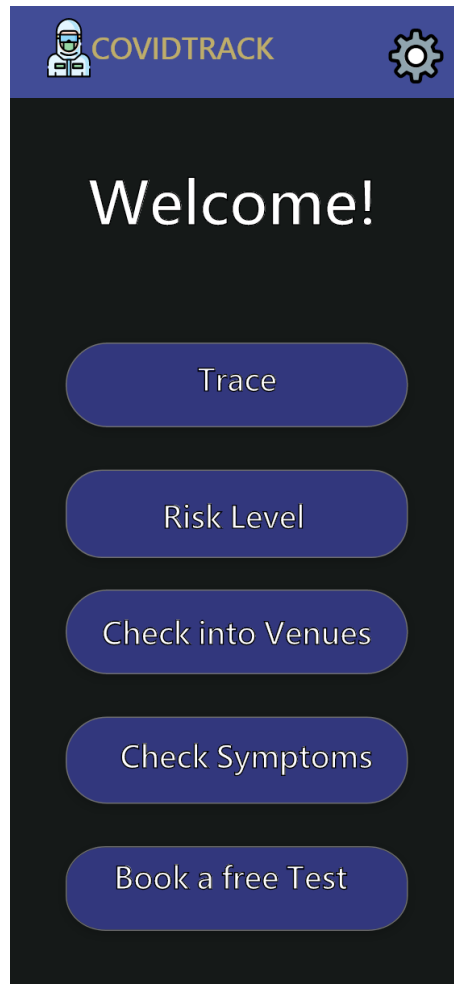 COVIDTRACK
Welcome!
Trace
Risk Level
Check into Venues
Check Symptoms
Book a free Test